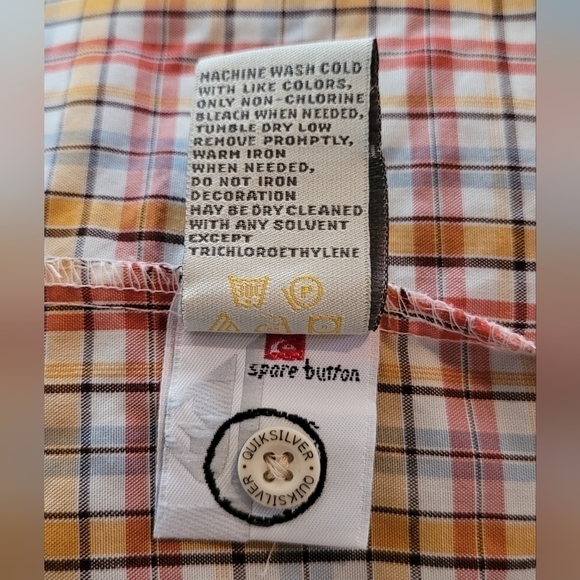 MACHINE WASH COLD
WITH LIKE COLORS,
ONLY NON-CHLORINE
BLEACH WHEN NEEDED,
TUMBLE DRY LOW
REMOVE PROMPTLY,
WARM IRON
WHEN NEEDED,
DO NOT IRON
DECORATION
MAY BE DRY CLEANED
WITH ANY SOLVENT
EXCEPT
TRICHLOROETHYLENE
P
spare button
QUIKSILVER · QUIKSILVER ·